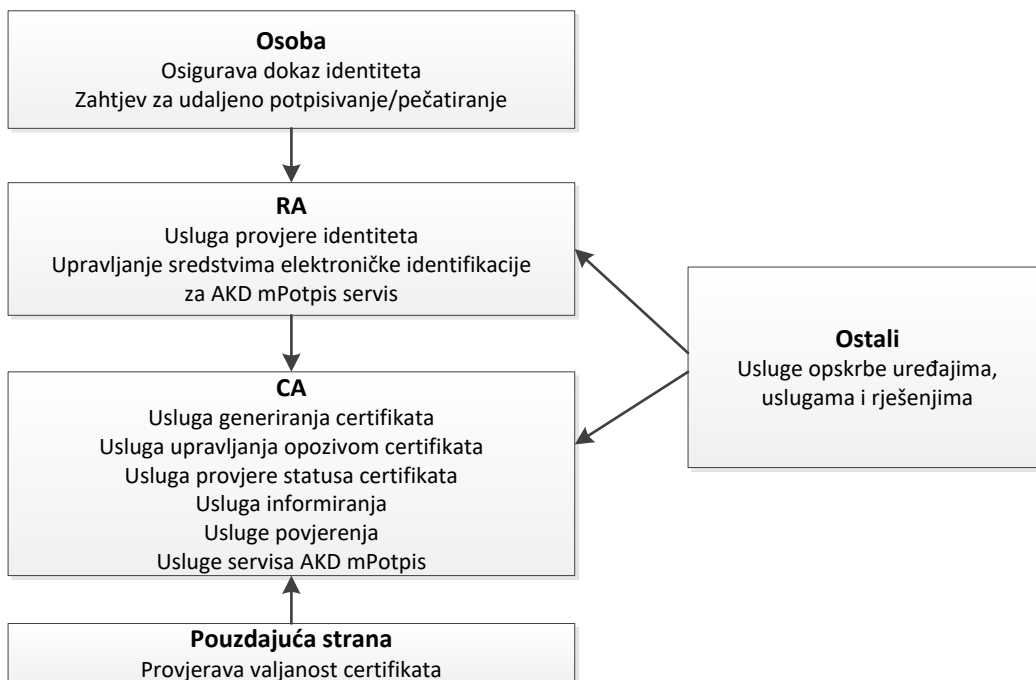 Osoba
Osigurava dokaz identiteta
Zahtjev za udaljeno potpisivanje/pečatiranje
RA
Usluga provjere identiteta
Upravljanje sredstvima elektroničke identifikacije
za AKD mPotpis servis
Ostali
Usluge opskrbe uređajima,
uslugama i rješenjima
CA
Usluga generiranja certifikata
Usluga upravljanja opozivom certifikata
Usluga provjere statusa certifikata
Usluga informiranja
Usluge povjerenja
Usluge servisa AKD mPotpis
Pouzdajuća strana
Provjerava valjanost certifikata